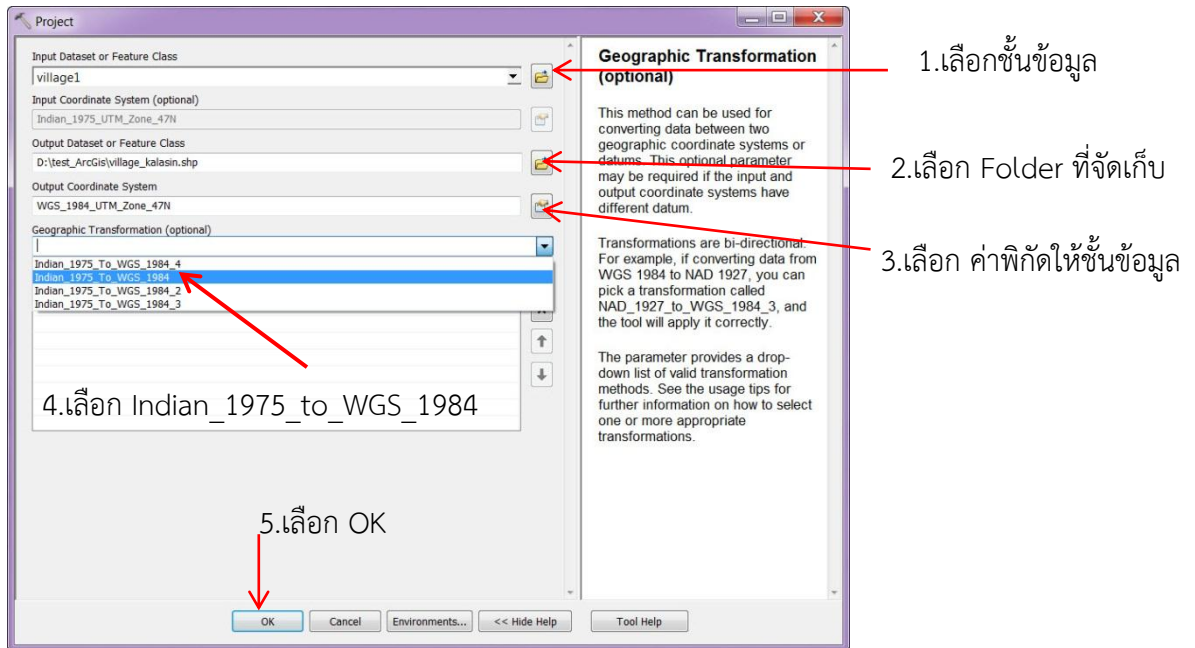 Project
Input Dataset or Feature Class
village1
Input Coordinate System (optional)
Indian_1975_UTM_Zone_47N
Output Dataset or Feature Class
D:\test_ArcGis\village_kalasin.shp
Output Coordinate System
WGS_1984_UTM_Zone_47N
Geographic Transformation (optional)
Indian_1975_To_WGS_1984_4
Indian_1975_To_WGS_1984
Indian_1975_To_WGS_1984_2
Indian_1975_To_WGS_1984_3
4.เลือก Indian_1975_to_WGS_1984
5.เลือก OK
OK
Cancel
Environments...
<< Hide Help
Tool Help
Geographic Transformation
(optional)
This method can be used for
converting data between two
geographic coordinate systems or
datums. This optional parameter
may be required if the input and
output coordinate systems have
different datum.
Transformations are bi-directional.
For example, if converting data from
WGS 1984 to NAD 1927, you can
pick a transformation called
NAD_1927_to_WGS_1984_3, and
the tool will apply it correctly.
The parameter provides a drop-
down list of valid transformation
methods. See the usage tips for
further information on how to select
one or more appropriate
transformations.
1.เลือกชั้นข้อมูล
2.เลือก Folder ที่จัดเก็บ
3.เลือก ค่าพิกัดให้ชั้นข้อมูล